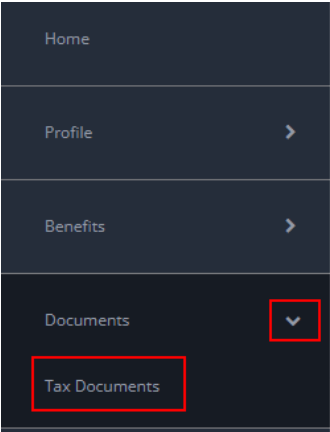 Home
Profile
Benefits
Documents
Tax Documents